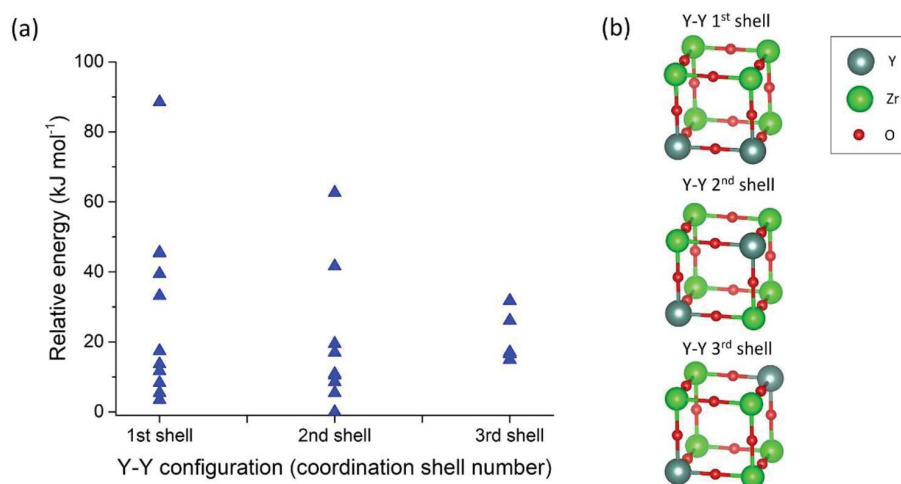 (a)
100
80
60
40
20
0
Relative energy (kJ mol⁻¹)
1st shell
2nd shell
3rd shell
Y-Y configuration (coordination shell number)
(b)
Y-Y 1ˢᵗ shell
Y-Y 2ⁿᵈ shell
Y-Y 3ʳᵈ shell
Y
Zr
O